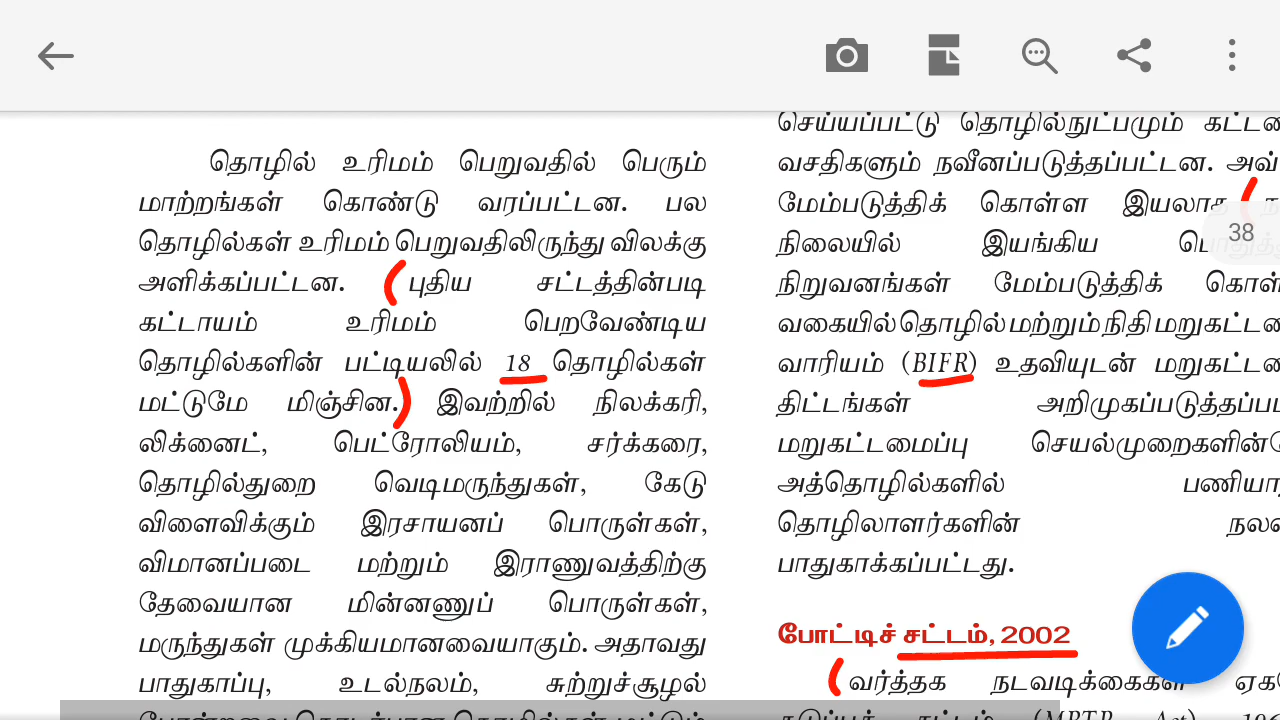 தொழில் உரிமம் பெறுவதில் பெரும்
மாற்றங்கள் கொண்டு வரப்பட்டன. பல
தொழில்கள் உரிமம் பெறுவதிலிருந்து விலக்கு
அளிக்கப்பட்டன. புதிய சட்டத்தின்படி
கட்டாயம் உரிமம் பெறவேண்டிய
தொழில்களின் பட்டியலில் 18 தொழில்கள்
மட்டுமே மிஞ்சின. இவற்றில் நிலக்கரி,
லிக்னைட், பெட்ரோலியம், சர்க்கரை,
தொழில்துறை வெடிமருந்துகள், கேடு
விளைவிக்கும் இரசாயனப் பொருள்கள்,
விமானப்படை மற்றும் இராணுவத்திற்கு
தேவையான மின்னணுப் பொருள்கள்,
மருந்துகள் முக்கியமானவையாகும். அதாவது
பாதுகாப்பு, உடல்நலம், சுற்றுச்சூழல்
செய்யப்பட்டு தொழில்நுட்பமும்
வசதிகளும் நவீனப்படுத்தப்பட்டன.
மேம்படுத்திக் கொள்ள இயலாத
38
நிலையில் இயங்கிய
நிறுவனங்கள் மேம்படுத்திக்
வகையில் தொழில் மற்றும் நிதி
வாரியம் (BIFR) உதவியுடன்
திட்டங்கள்
மறுகட்டமைப்பு
அத்தொழில்களில்
தொழிலாளர்களின்
பாதுகாக்கப்பட்டது.
போட்டிச் சட்டம், 2002
வர்த்தக நடவடிக்கைகள்